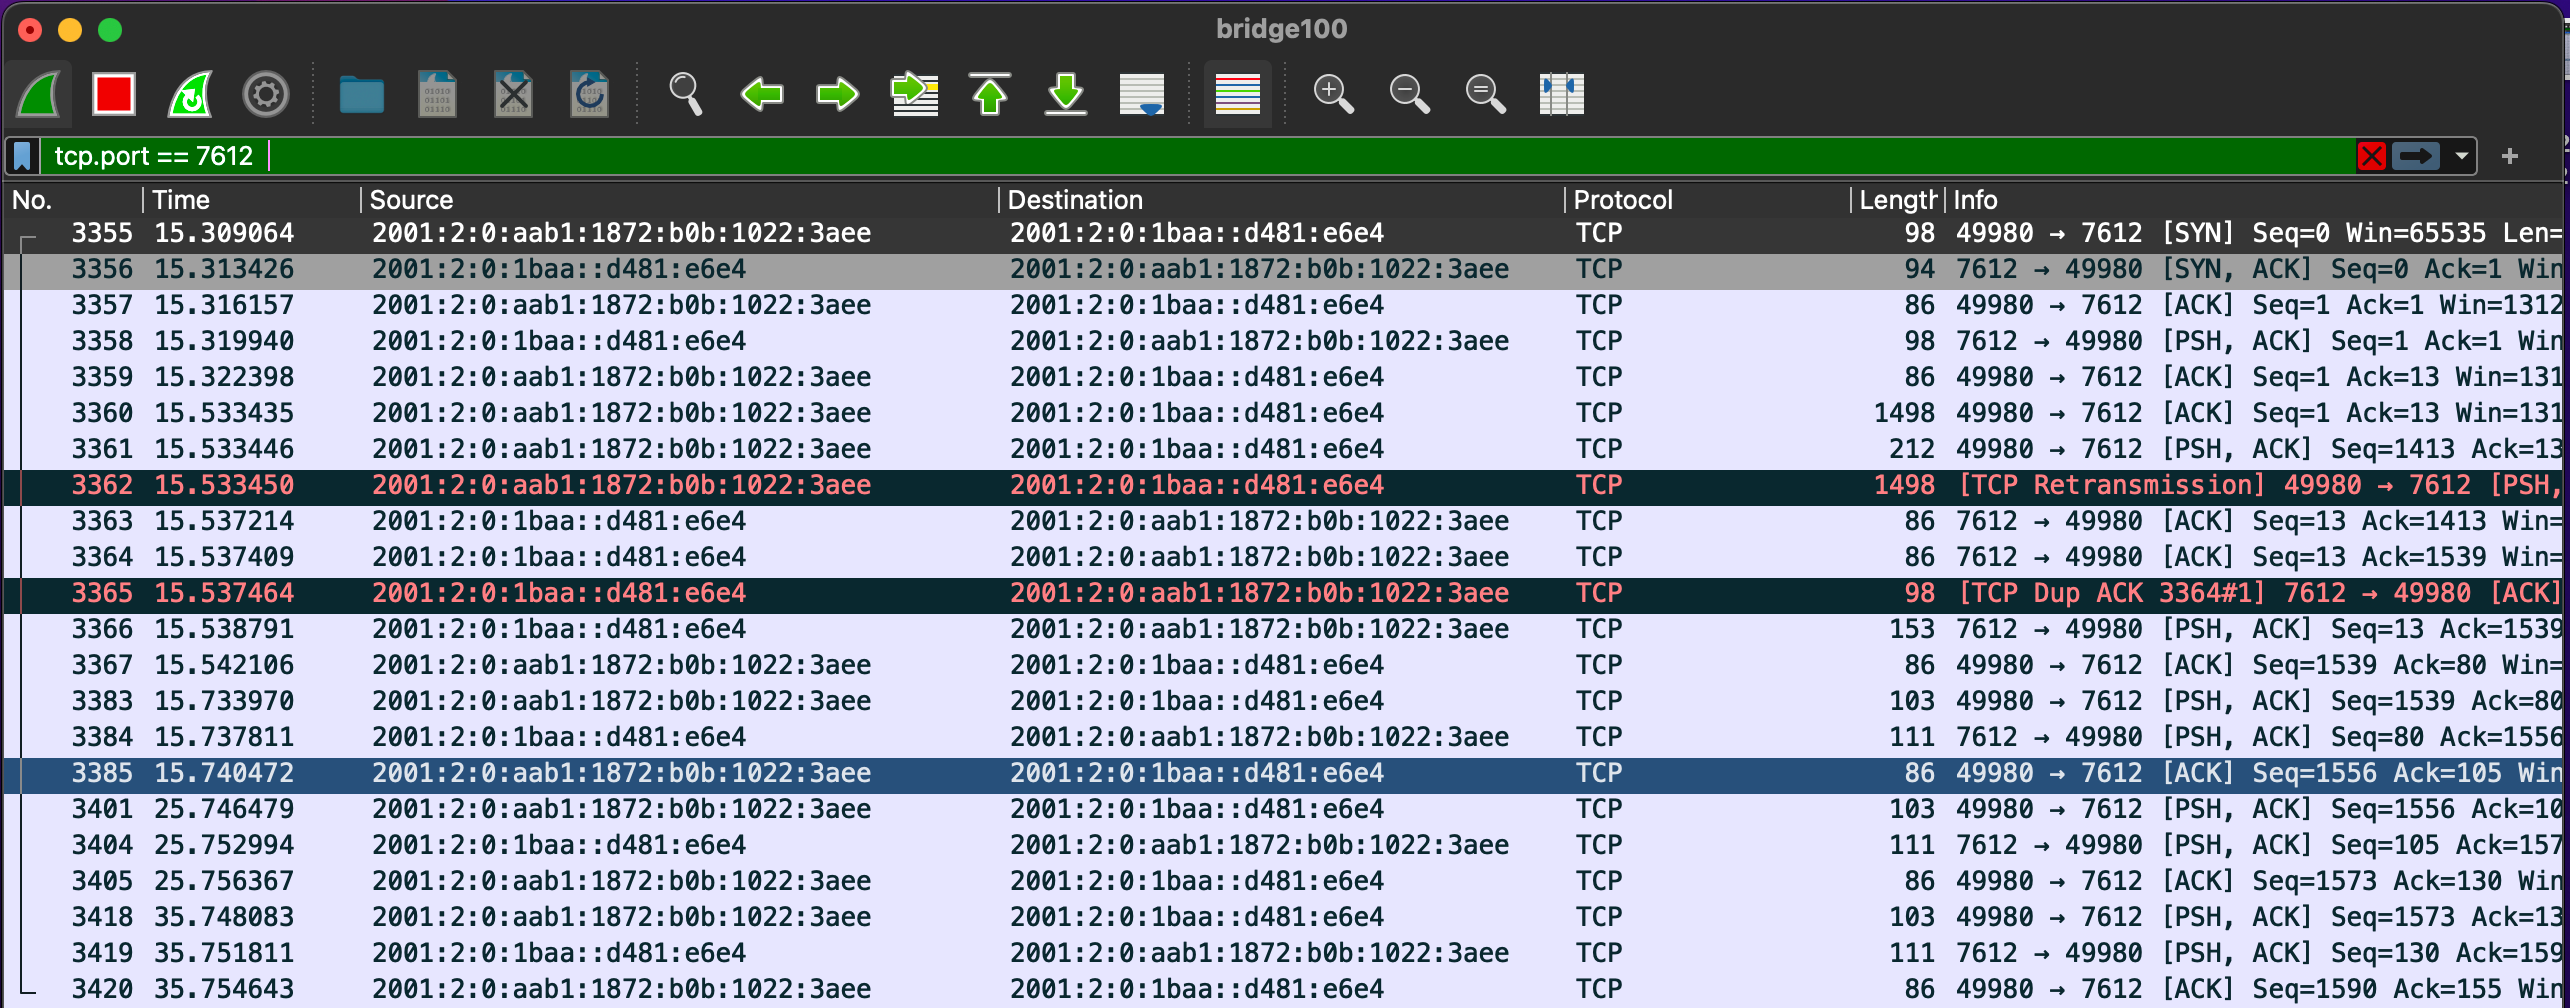 bridge100
tcp.port == 7612
No. Time Source Destination Protocol Length Info
3355 15.309064 2001:2:0:aab1:1872:b0b:1022:3aee 2001:2:0:1baa::d481:e6e4 TCP 98 49980 → 7612 [SYN] Seq=0 Win=65535 Len=
3356 15.313426 2001:2:0:1baa::d481:e6e4 2001:2:0:aab1:1872:b0b:1022:3aee TCP 94 7612 → 49980 [SYN, ACK] Seq=0 Ack=1 Win
3357 15.316157 2001:2:0:aab1:1872:b0b:1022:3aee 2001:2:0:1baa::d481:e6e4 TCP 86 49980 → 7612 [ACK] Seq=1 Ack=1 Win=1312
3358 15.319940 2001:2:0:1baa::d481:e6e4 2001:2:0:aab1:1872:b0b:1022:3aee TCP 98 7612 → 49980 [PSH, ACK] Seq=1 Ack=1 Win
3359 15.322398 2001:2:0:aab1:1872:b0b:1022:3aee 2001:2:0:1baa::d481:e6e4 TCP 86 49980 → 7612 [ACK] Seq=1 Ack=13 Win=131
3360 15.533435 2001:2:0:aab1:1872:b0b:1022:3aee 2001:2:0:1baa::d481:e6e4 TCP 1498 49980 → 7612 [ACK] Seq=1 Ack=13 Win=131
3361 15.533446 2001:2:0:aab1:1872:b0b:1022:3aee 2001:2:0:1baa::d481:e6e4 TCP 212 49980 → 7612 [PSH, ACK] Seq=1413 Ack=13
3362 15.533450 2001:2:0:aab1:1872:b0b:1022:3aee 2001:2:0:1baa::d481:e6e4 TCP 1498 [TCP Retransmission] 49980 → 7612 [PSH,
3363 15.537214 2001:2:0:1baa::d481:e6e4 2001:2:0:aab1:1872:b0b:1022:3aee TCP 86 7612 → 49980 [ACK] Seq=13 Ack=1413 Win=
3364 15.537409 2001:2:0:1baa::d481:e6e4 2001:2:0:aab1:1872:b0b:1022:3aee TCP 86 7612 → 49980 [ACK] Seq=13 Ack=1539 Win=
3365 15.537464 2001:2:0:1baa::d481:e6e4 2001:2:0:aab1:1872:b0b:1022:3aee TCP 98 [TCP Dup ACK 3364#1] 7612 → 49980 [ACK]
3366 15.538791 2001:2:0:1baa::d481:e6e4 2001:2:0:aab1:1872:b0b:1022:3aee TCP 153 7612 → 49980 [PSH, ACK] Seq=13 Ack=1539
3367 15.542106 2001:2:0:aab1:1872:b0b:1022:3aee 2001:2:0:1baa::d481:e6e4 TCP 86 49980 → 7612 [ACK] Seq=1539 Ack=80 Win=
3383 15.733970 2001:2:0:aab1:1872:b0b:1022:3aee 2001:2:0:1baa::d481:e6e4 TCP 103 49980 → 7612 [PSH, ACK] Seq=1539 Ack=80
3384 15.737811 2001:2:0:1baa::d481:e6e4 2001:2:0:aab1:1872:b0b:1022:3aee TCP 111 7612 → 49980 [PSH, ACK] Seq=80 Ack=1556
3385 15.740472 2001:2:0:aab1:1872:b0b:1022:3aee 2001:2:0:1baa::d481:e6e4 TCP 86 49980 → 7612 [ACK] Seq=1556 Ack=105 Win
3401 25.746479 2001:2:0:aab1:1872:b0b:1022:3aee 2001:2:0:1baa::d481:e6e4 TCP 103 49980 → 7612 [PSH, ACK] Seq=1556 Ack=10
3404 25.752994 2001:2:0:1baa::d481:e6e4 2001:2:0:aab1:1872:b0b:1022:3aee TCP 111 7612 → 49980 [PSH, ACK] Seq=105 Ack=157
3405 25.756367 2001:2:0:aab1:1872:b0b:1022:3aee 2001:2:0:1baa::d481:e6e4 TCP 86 49980 → 7612 [ACK] Seq=1573 Ack=130 Win
3418 35.748083 2001:2:0:aab1:1872:b0b:1022:3aee 2001:2:0:1baa::d481:e6e4 TCP 103 49980 → 7612 [PSH, ACK] Seq=1573 Ack=13
3419 35.751811 2001:2:0:1baa::d481:e6e4 2001:2:0:aab1:1872:b0b:1022:3aee TCP 111 7612 → 49980 [PSH, ACK] Seq=130 Ack=159
3420 35.754643 2001:2:0:aab1:1872:b0b:1022:3aee 2001:2:0:1baa::d481:e6e4 TCP 86 49980 → 7612 [ACK] Seq=1590 Ack=155 Win